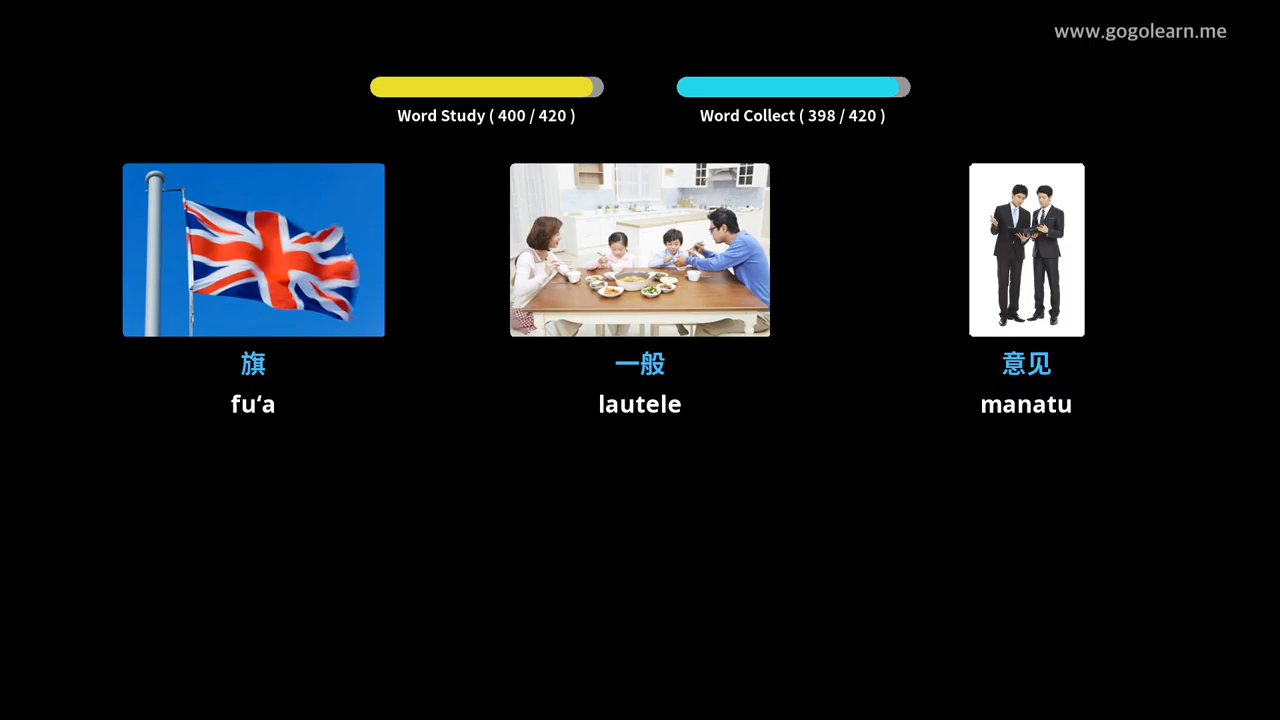 www.gogolearn.me
Word Study ( 400 / 420 )
Word Collect ( 398 / 420 )
旗
一般
意见
fu‘a
lautele
manatu